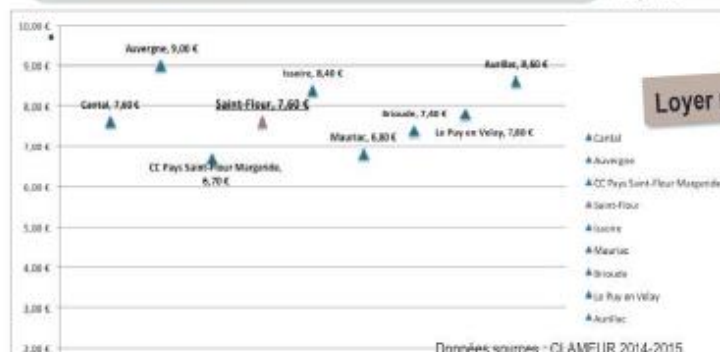 10,00 €
9,00 €
8,00 €
7,00 €
6,00 €
5,00 €
4,00 €
3,00 €
2,00 €
Auvergne, 9,00 €
Issoire, 8,40 €
Aurillac, 8,60 €
Cantal, 7,60 €
Saint-Flour, 7,60 €
Brioude, 7,40 €
Mauriac, 6,80 €
Le Puy en Velay, 7,80 €
CC Pays Saint-Flour Margeride,
6,70 €
Loyer
Cantal
Auvergne
CC Pays Saint-Flour Margeride
Saint-Flour
Issoire
Mauriac
Brioude
Le Puy en Velay
Aurillac
Données sources : CLAMEUR 2014-2015